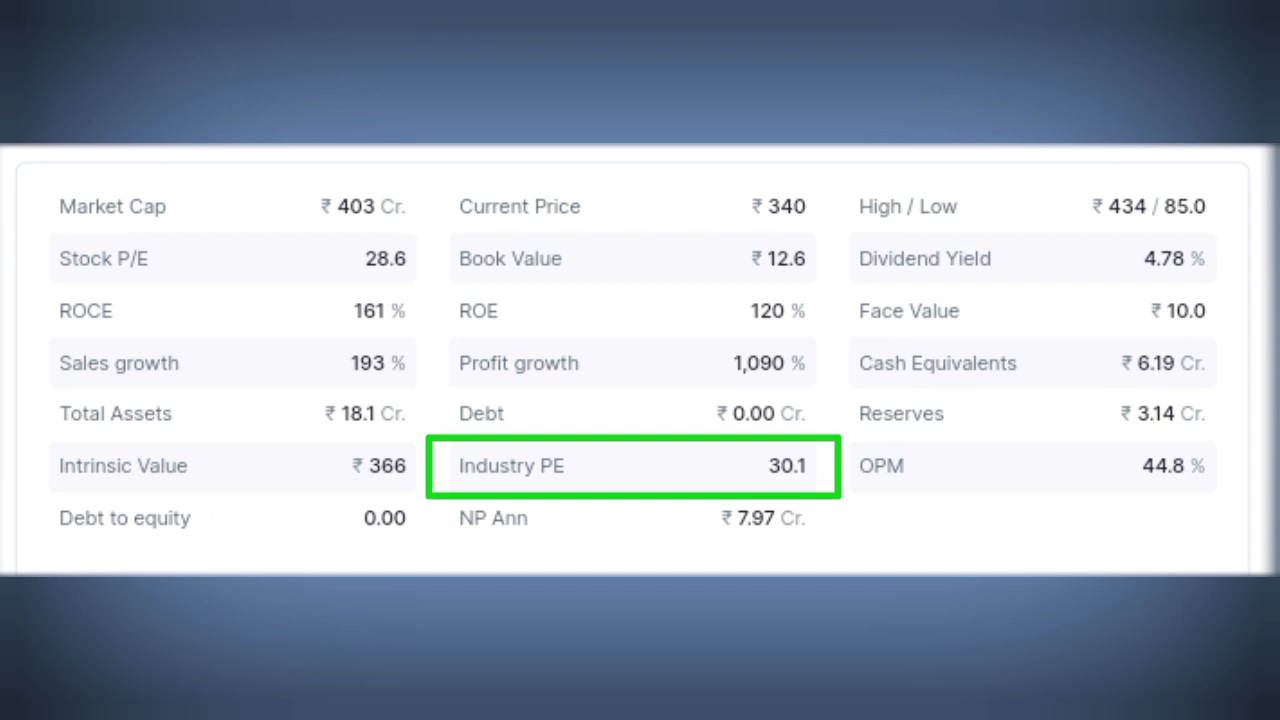 Market Cap ₹ 403 Cr. Current Price ₹ 340 High / Low ₹ 434 / 85.0
Stock P/E 28.6 Book Value ₹ 12.6 Dividend Yield 4.78 %
ROCE 161 % ROE 120 % Face Value ₹ 10.0
Sales growth 193 % Profit growth 1,090 % Cash Equivalents ₹ 6.19 Cr.
Total Assets ₹ 18.1 Cr. Debt ₹ 0.00 Cr. Reserves ₹ 3.14 Cr.
Intrinsic Value ₹ 366 Industry PE 30.1 OPM 44.8 %
Debt to equity 0.00 NP Ann ₹ 7.97 Cr.